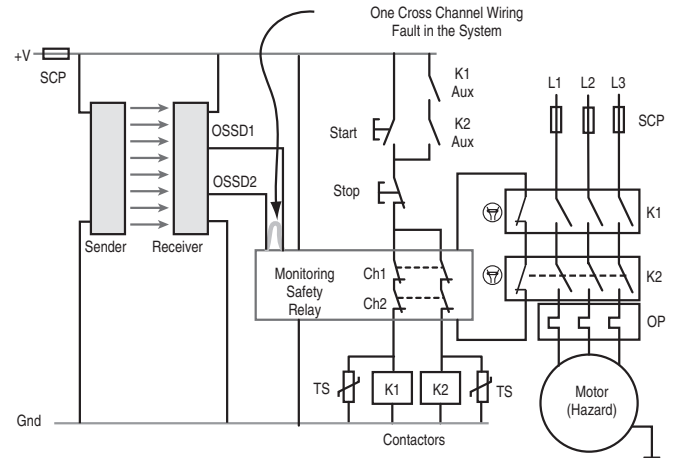 One Cross Channel Wiring
Fault in the System
+V
SCP
K1
Aux
L1 L2 L3
SCP
OSSD1
Start
K2
Aux
OSSD2
Stop
K1
Sender
Receiver
Monitoring
Safety
Relay
Ch1
Ch2
K2
OP
TS
K1
K2
TS
Motor
(Hazard)
Gnd
Contactors